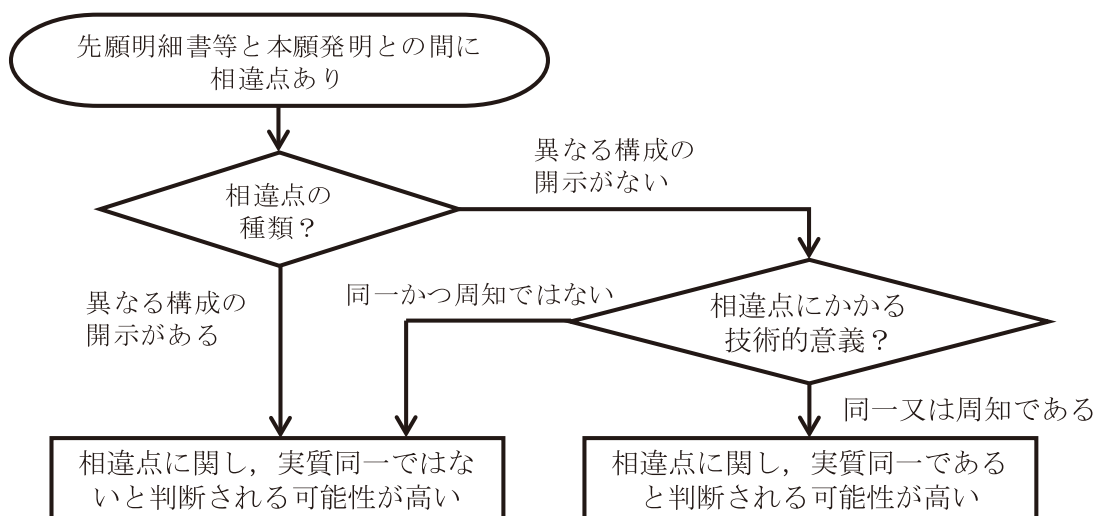 先願明細書等と本願発明との間に
相違点あり
相違点の
種類？
異なる構成の
開示がない
異なる構成の
開示がある
同一かつ周知ではない
相違点にかかる
技術的意義？
同一又は周知である
相違点に関し，実質同一ではな
いと判断される可能性が高い
相違点に関し，実質同一である
と判断される可能性が高い